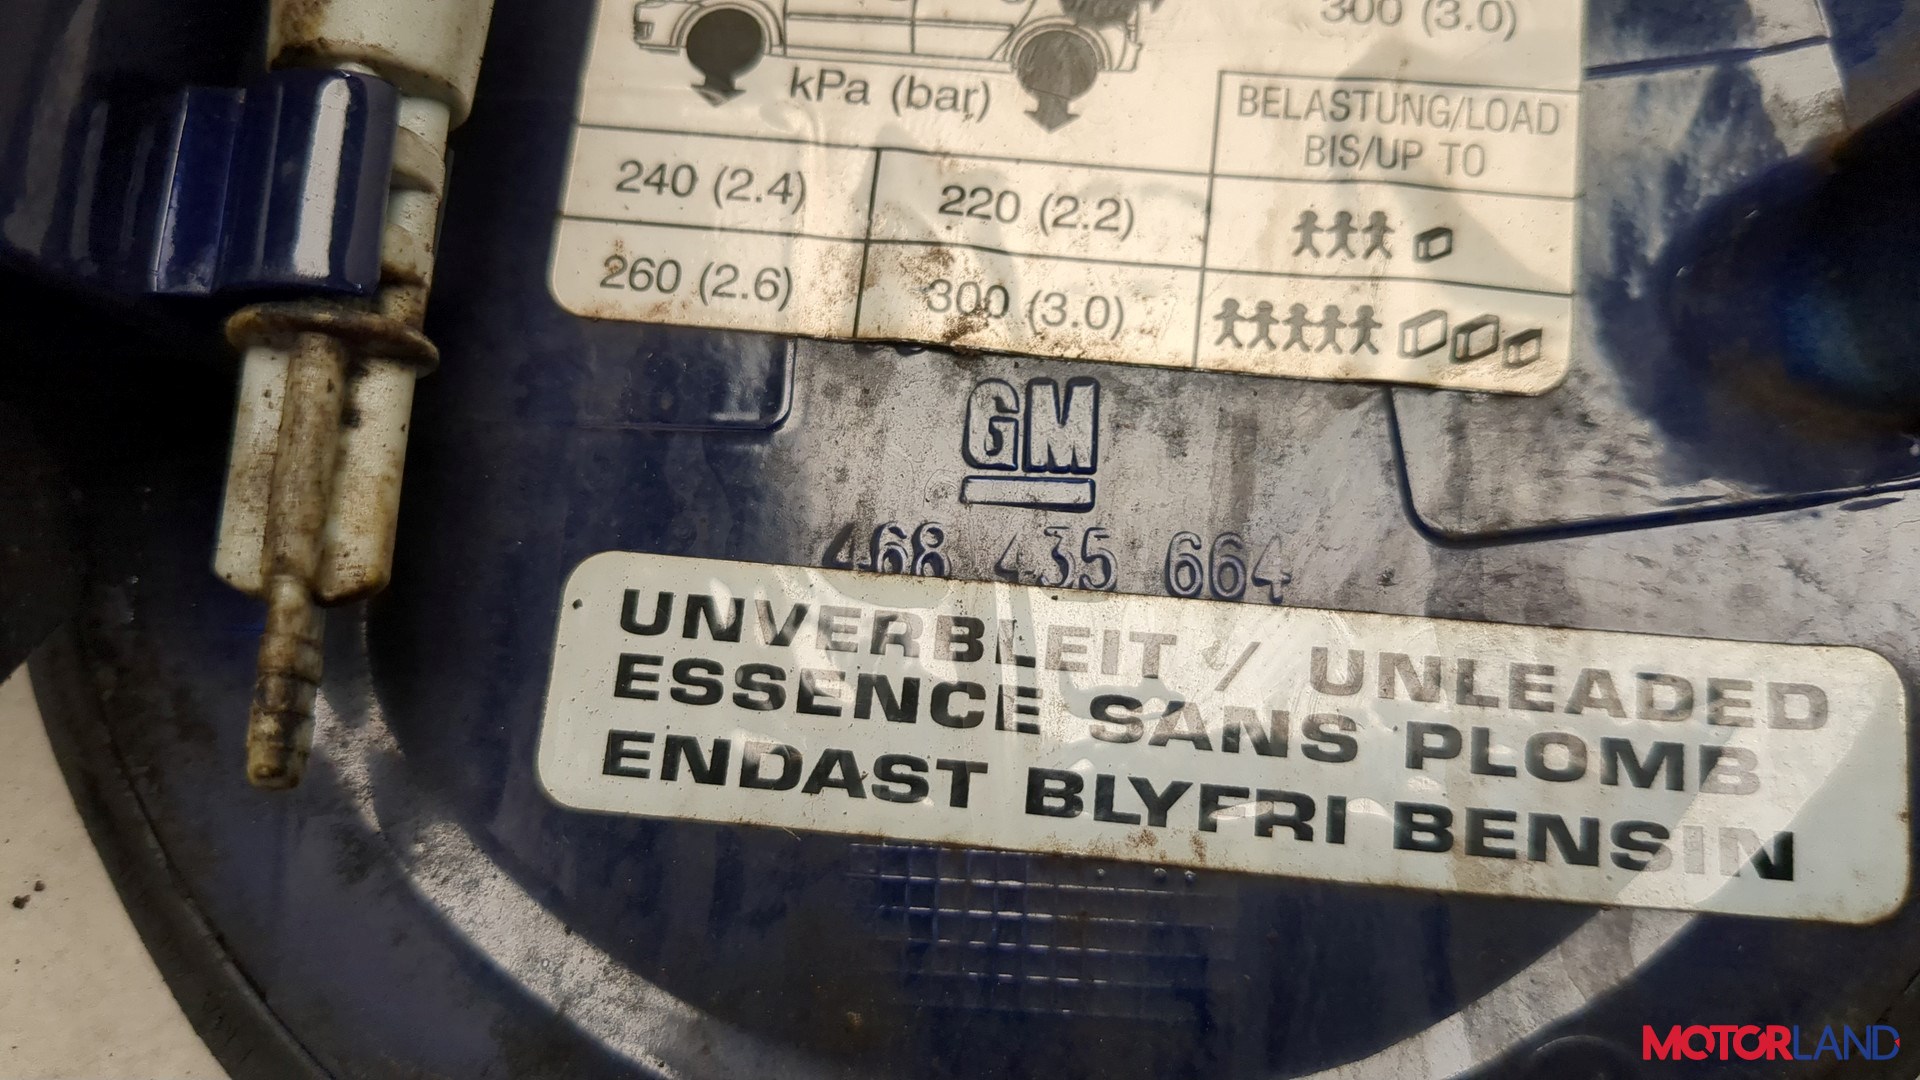 300 (3.0)
kPa (bar)
BELASTUNG/LOAD
BIS/UP TO
240 (2.4) 220 (2.2)
260 (2.6) 300 (3.0)
GM
468 435 664
UNVERBLEIT / UNLEADED
ESSENCE SANS PLOMB
ENDAST BLYFRI BENSIN
MOTORLAND